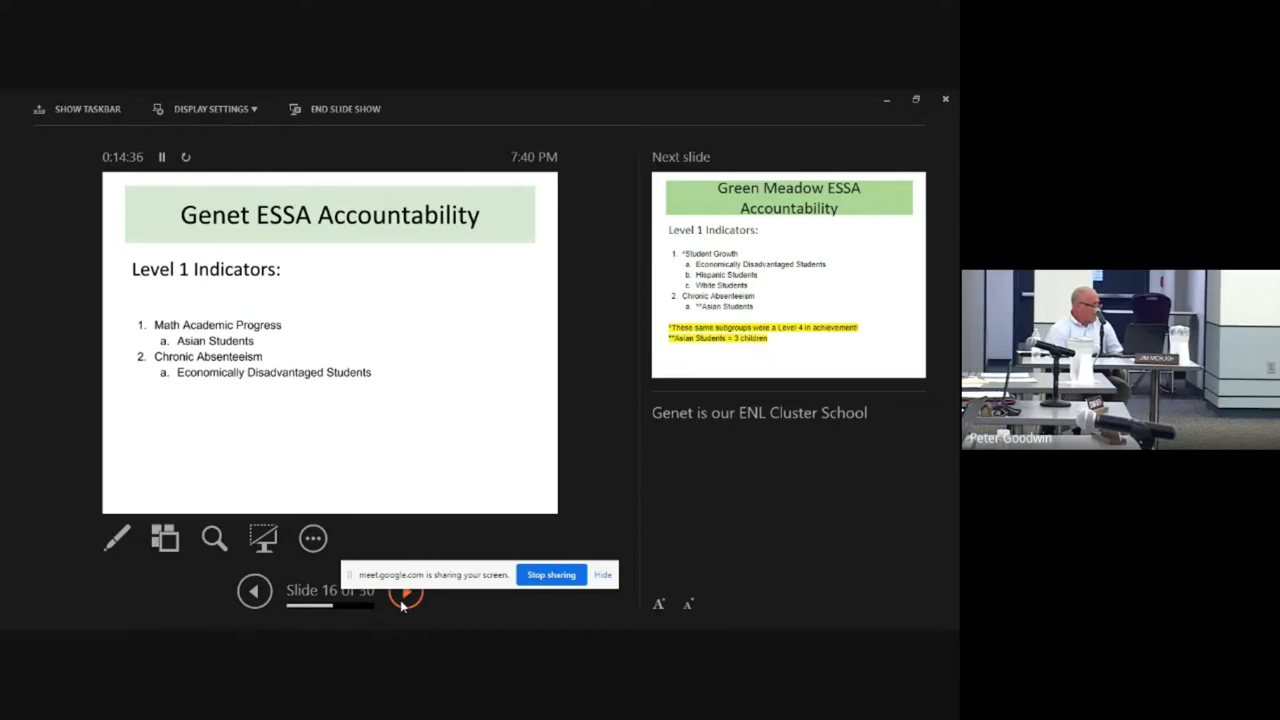 SHOW TASKBAR
DISPLAY SETTINGS
END SLIDE SHOW
0:14:36
7:40 PM
Genet ESSA Accountability
Level 1 Indicators:
1. Math Academic Progress
a. Asian Students
2. Chronic Absenteeism
a. Economically Disadvantaged Students
Next slide
Green Meadow ESSA
Accountability
Level 1 Indicators:
1. *Student Growth
a. Economically Disadvantaged Students
b. Hispanic Students
c. White Students
2. Chronic Absenteeism
a. **Asian Students
*These same subgroups were a Level 4 in achievement!
**Asian Students = 3 children
Genet is our ENL Cluster School
meet.google.com is sharing your screen.
Stop sharing
Hide
Slide 16 of 30
A A
JIM MCHUGH
Peter Goodwin